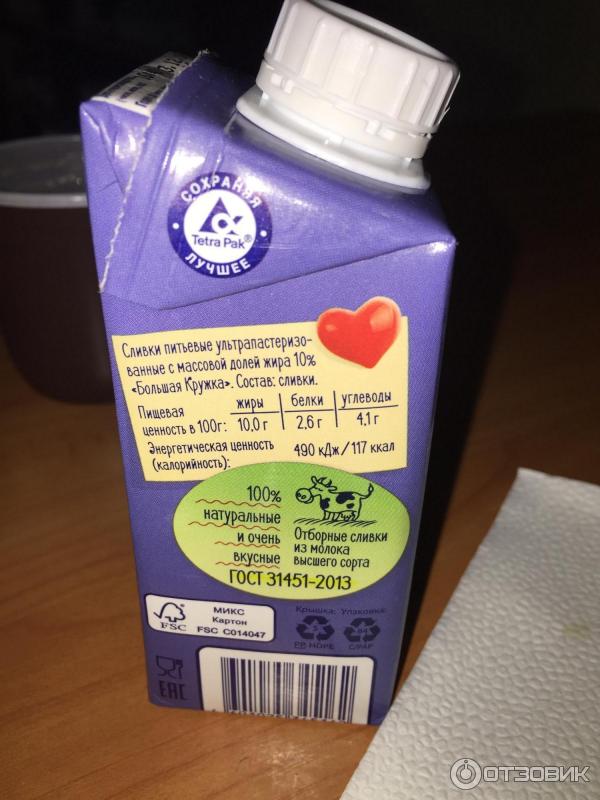 СОХРАНЯЯ
Tetra Pak®
ЛУЧШЕЕ
Сливки питьевые ультрапастеризо-
ванные с массовой долей жира 10%
«Большая Кружка». Состав: сливки.
Пищевая жиры белки углеводы
ценность в 100г: 10,0 г 2,6 г 4,1 г
Энергетическая ценность 490 кДж/117 ккал
(калорийность):
100%
натуральные
и очень
вкусные
Отборные сливки
из молока
высшего сорта
ГОСТ 31451-2013
FSC
МИКС
Картон
FSC C014047
Крышка: Упаковка:
5 84
PP HDPE C/PAP
EAC
ОТЗОВИК